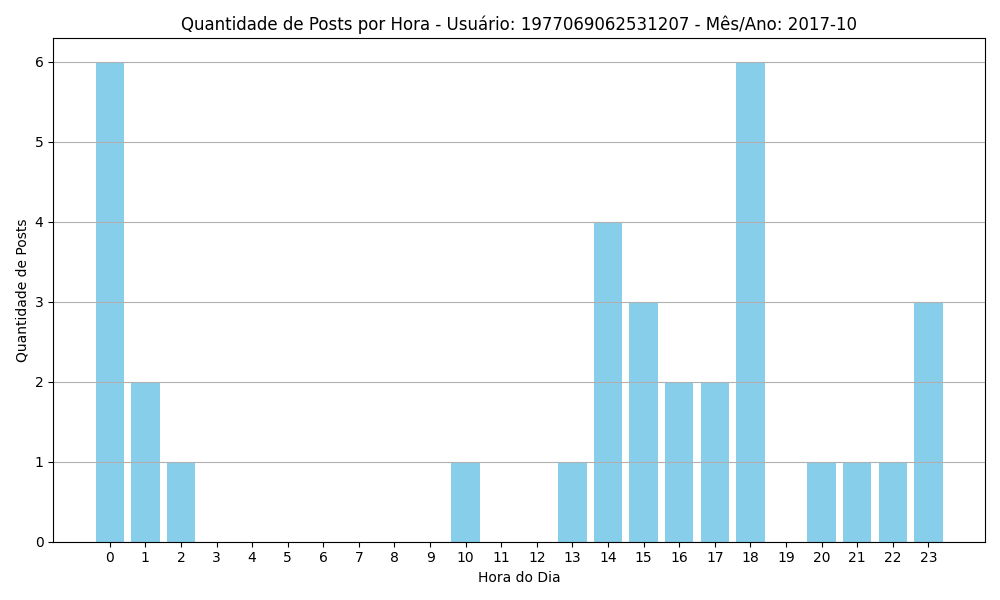 Quantidade de Posts por Hora - Usuário: 1977069062531207 - Mês/Ano: 2017-10
Quantidade de Posts
6
5
4
3
2
1
0
0 1 2 3 4 5 6 7 8 9 10 11 12 13 14 15 16 17 18 19 20 21 22 23
Hora do Dia